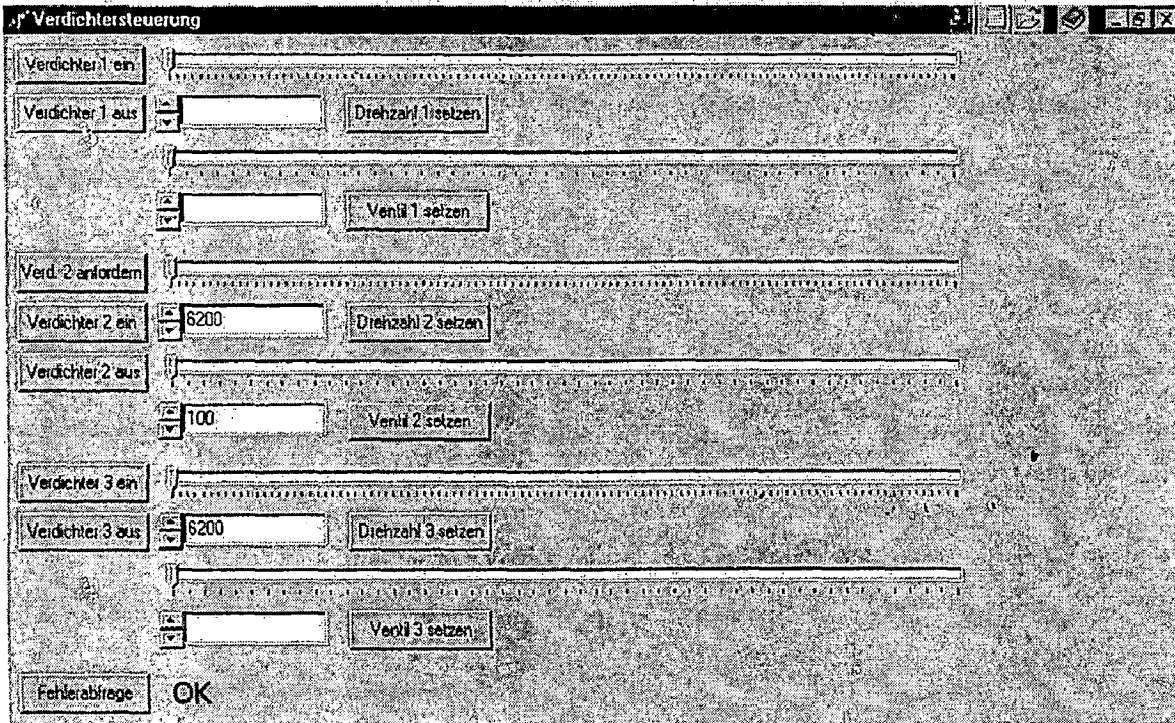 Verdichtersteuerung
Verdichter 1 ein
Verdichter 1 aus
Drehzahl 1 setzen
Ventil 1 setzen
Verd. 2 anfordern
Verdichter 2 ein
6200
Drehzahl 2 setzen
Verdichter 2 aus
100
Ventil 2 setzen
Verdichter 3 ein
Verdichter 3 aus
6200
Drehzahl 3 setzen
Ventil 3 setzen
Fehlerabfrage
OK